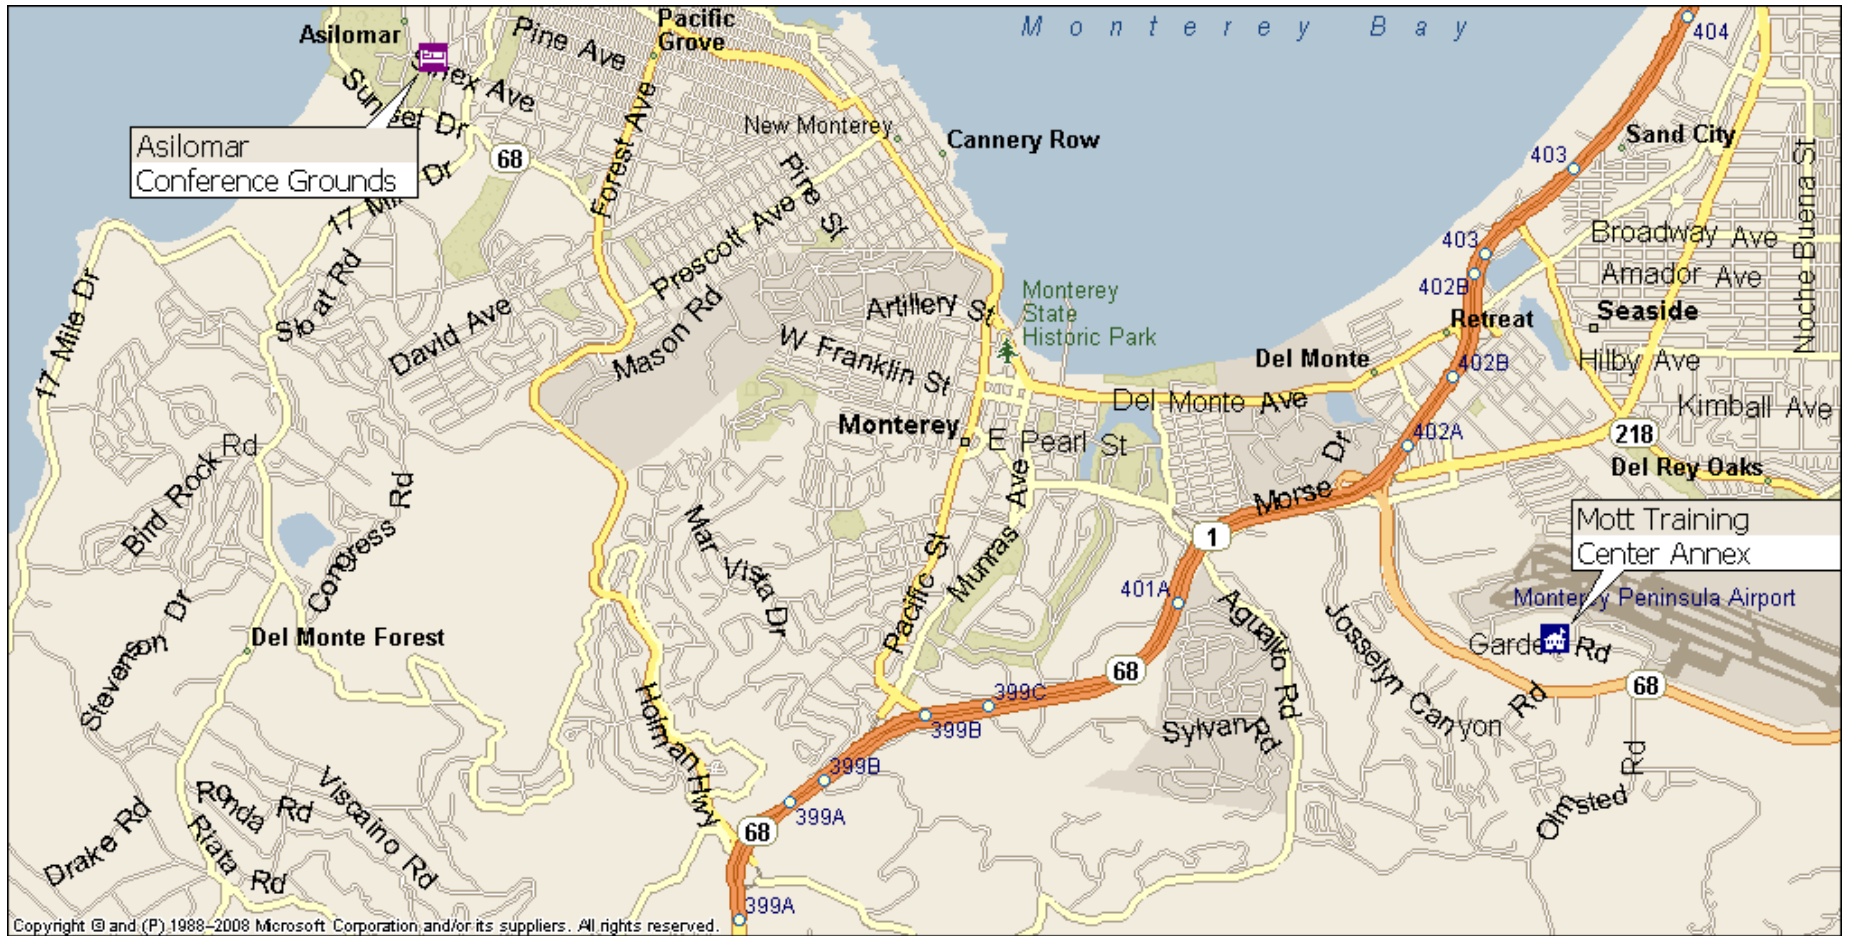 Monterey Bay
Pacific
Grove
404
Asilomar
Pine Ave
Sinex Ave
Sunset Dr
Forest Ave
New Monterey
Cannery Row
Sand City
403
Asilomar
Conference Grounds
68
17 Mile Dr
Pine St
Prescott Ave
Noche Buena St
Broadway Ave
403
Amador Ave
402B
Seaside
Retreat
Monterey
State
Historic Park
Artillery St
Sloat Rd
17 Mile Dr
David Ave
Mason Rd
W Franklin St
Del Monte
402B
Hilby Ave
Kimball Ave
Del Monte Ave
Monterey
E Pearl St
402A
218
Del Rey Oaks
Dr
Morse
Bird Rock Rd
Congress Rd
Munras Ave
Pacific St
Mar Vista Dr
1
Mott Training
Center Annex
401A
Monterey Peninsula Airport
Aguajito Rd
Josselyn Canyon Rd
Garden Rd
68
Stevenson Dr
Del Monte Forest
68
399C
399B
Sylvan Rd
Holman Hwy
399B
399A
Olmsted Rd
68
Ronda Rd
Viscaino Rd
Drake Rd
Riata Rd
399A
Copyright © and (P) 1988–2008 Microsoft Corporation and/or its suppliers. All rights reserved.